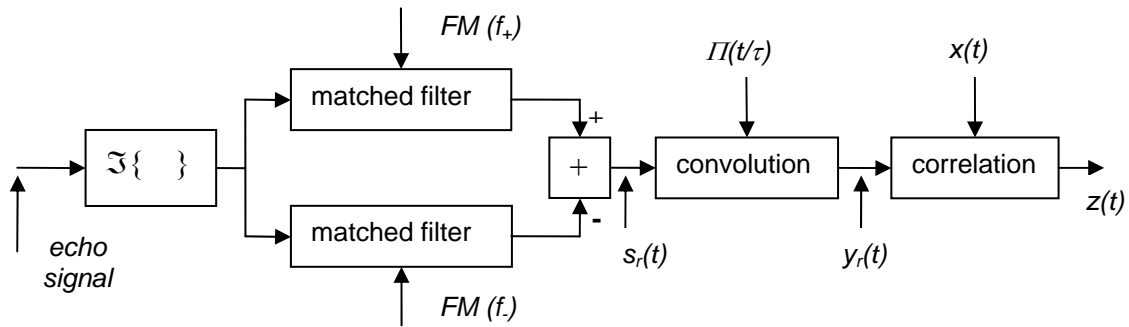 FM (f₊)
Π(t/τ)
x(t)
matched filter
+
ℑ{ }
+
convolution
correlation
z(t)
matched filter
-
echo
signal
sᵣ(t)
yᵣ(t)
FM (f₋)